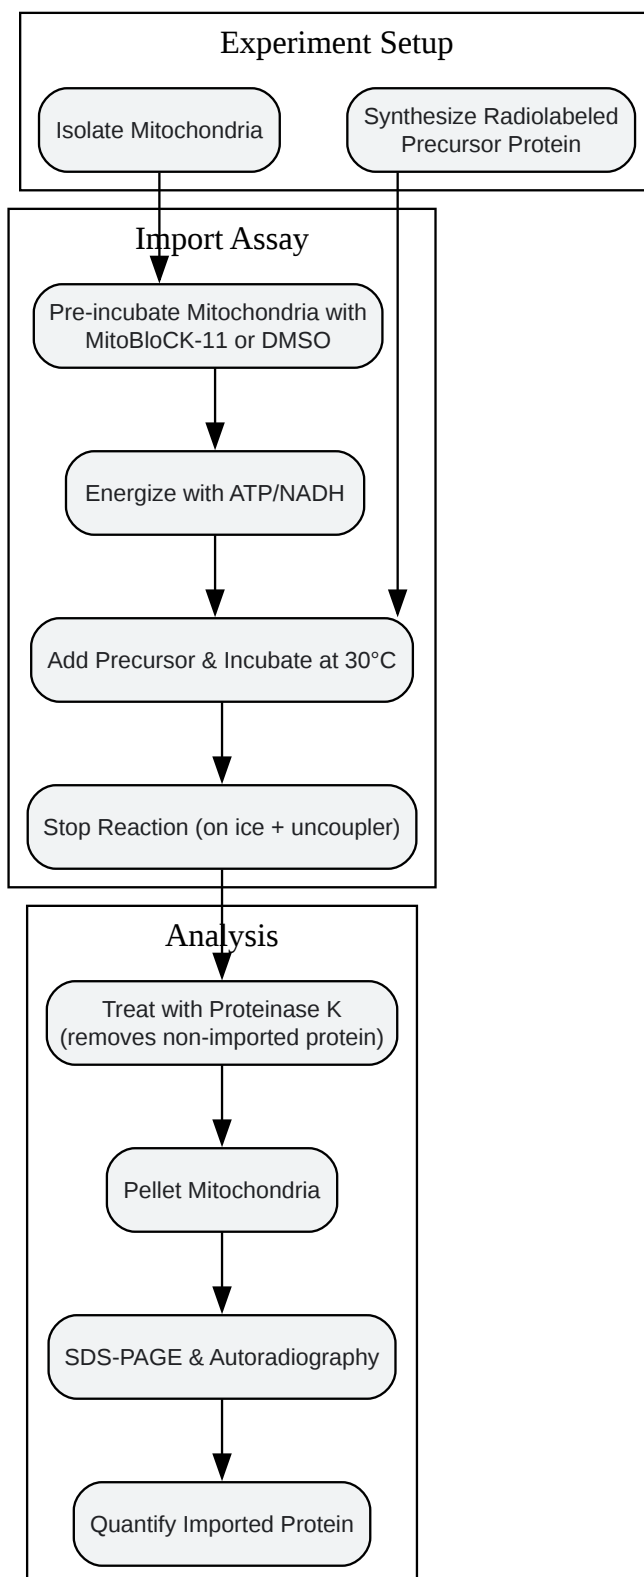 Experiment Setup
Isolate Mitochondria
Synthesize Radiolabeled
Precursor Protein
Import Assay
Pre-incubate Mitochondria with
MitoBloCK-11 or DMSO
Energize with ATP/NADH
Add Precursor & Incubate at 30°C
Stop Reaction (on ice + uncoupler)
Analysis
Treat with Proteinase K
(removes non-imported protein)
Pellet Mitochondria
SDS-PAGE & Autoradiography
Quantify Imported Protein